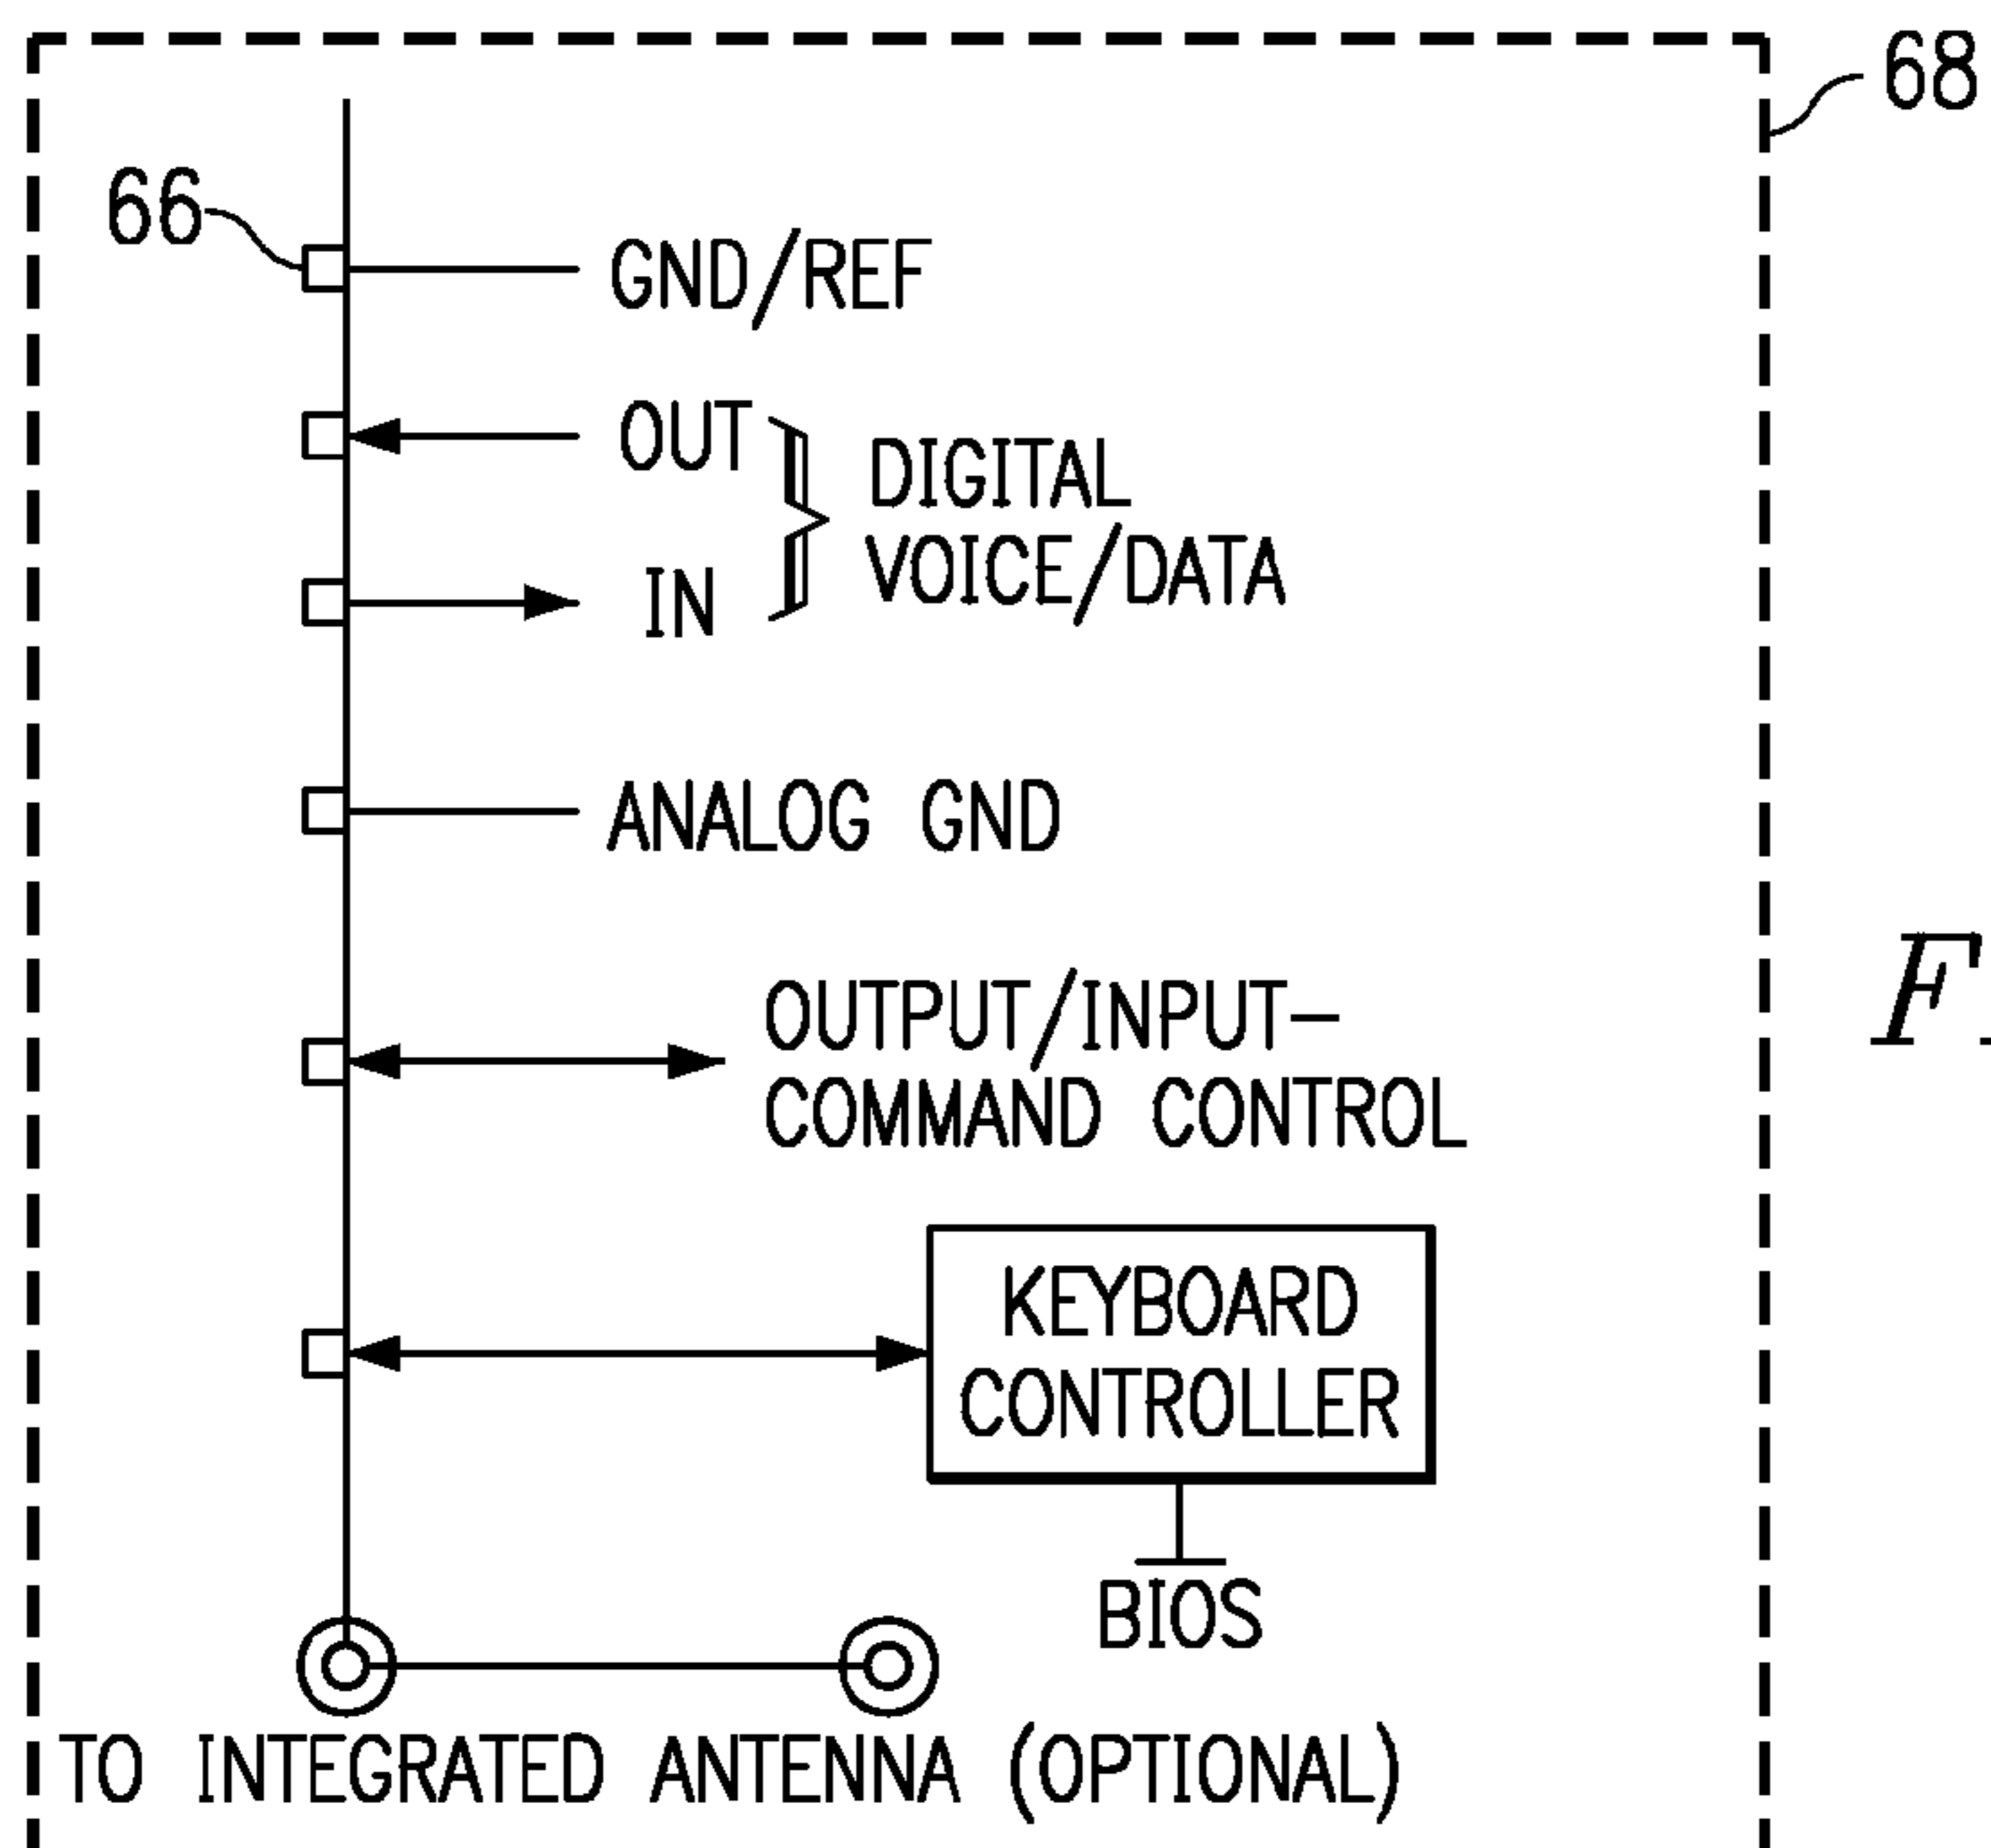 68
66
GND/REF
OUT
DIGITAL
VOICE/DATA
IN
ANALOG GND
OUTPUT/INPUT-
COMMAND CONTROL
KEYBOARD
CONTROLLER
BIOS
TO INTEGRATED ANTENNA (OPTIONAL)